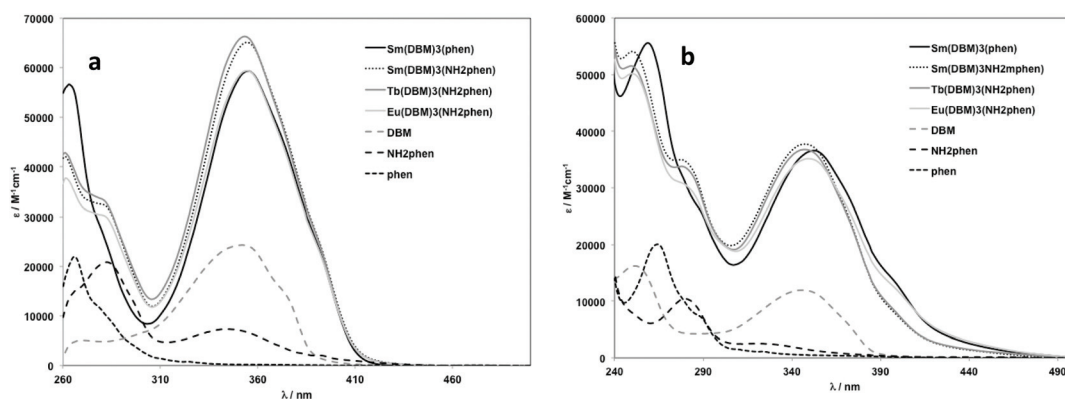 a
70000
60000
50000
40000
30000
20000
10000
0
ε / M-1cm-1
260 310 360 410 460
λ / nm
Sm(DBM)3(phen)
Sm(DBM)3(NH2phen)
Tb(DBM)3(NH2phen)
Eu(DBM)3(NH2phen)
DBM
NH2phen
phen
b
60000
50000
40000
30000
20000
10000
0
ε / M-1cm-1
240 290 340 390 440 490
λ / nm
Sm(DBM)3(phen)
Sm(DBM)3NH2mphen)
Tb(DBM)3(NH2phen)
Eu(DBM)3(NH2phen)
DBM
NH2phen
phen